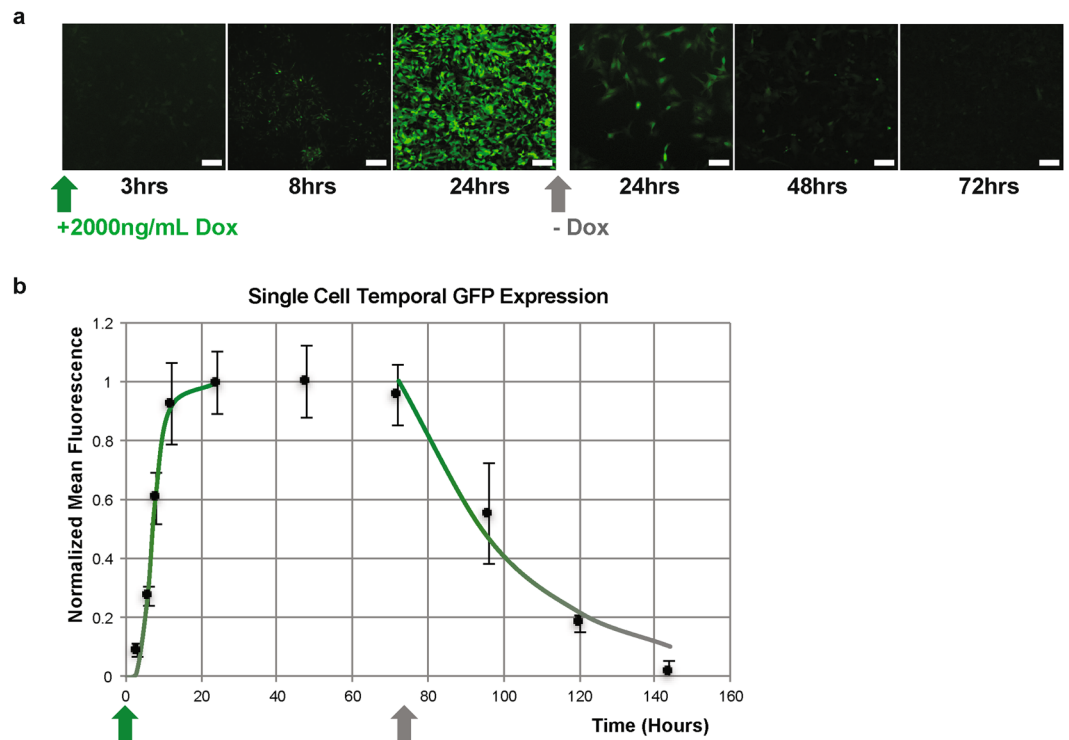 a
3hrs 8hrs 24hrs 24hrs 48hrs 72hrs
+2000ng/mL Dox - Dox
b
Single Cell Temporal GFP Expression
Normalized Mean Fluorescence
1.2
1
0.8
0.6
0.4
0.2
0
0 20 40 60 80 100 120 140 160
Time (Hours)